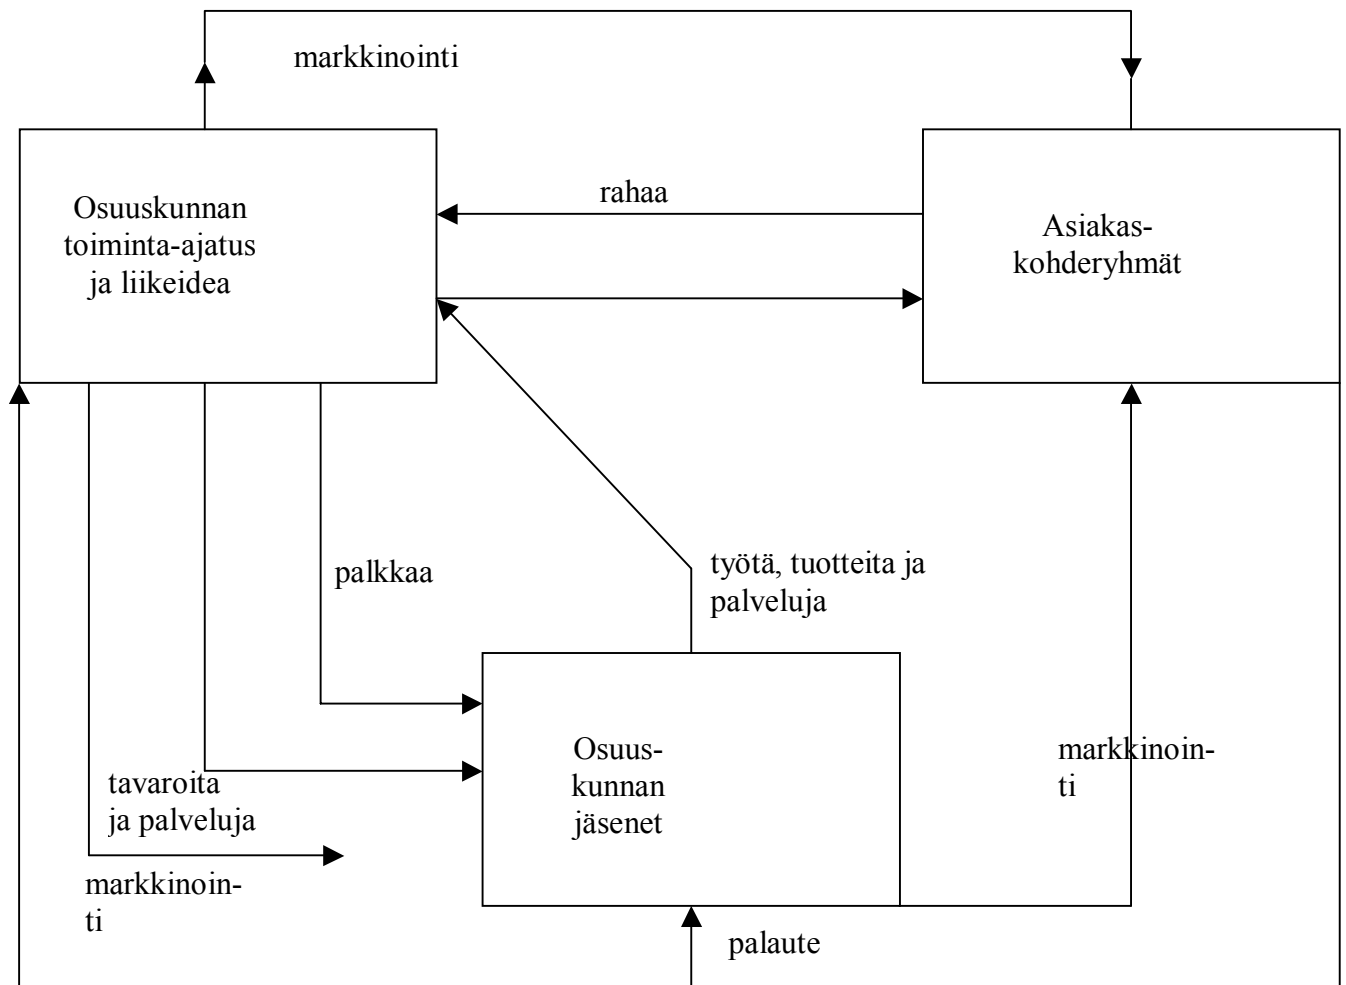 markkinointi
rahaa
Osuuskunnan
toiminta-ajatus
ja liikeidea
Asiakas-
kohderyhmät
palkkaa
työtä, tuotteita ja
palveluja
Osuus-
kunnan
jäsenet
markkinoin-
ti
tavaroita
ja palveluja
markkinoin-
ti
palaute